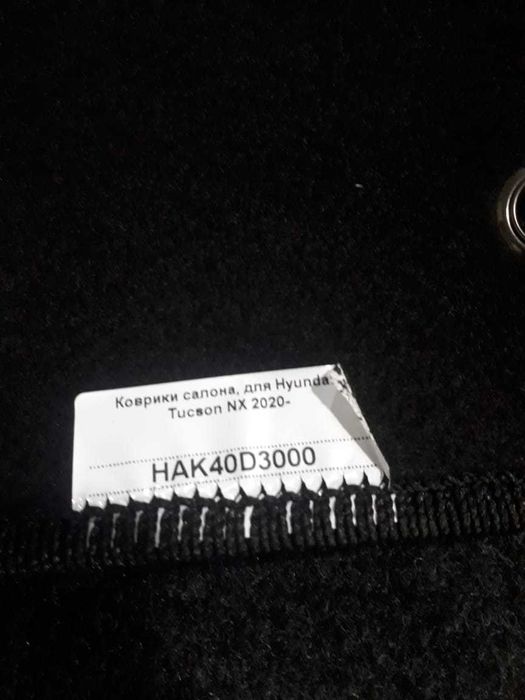 Коврики салона, для Hyundai
Tucson NX 2020-
HAK40D3000